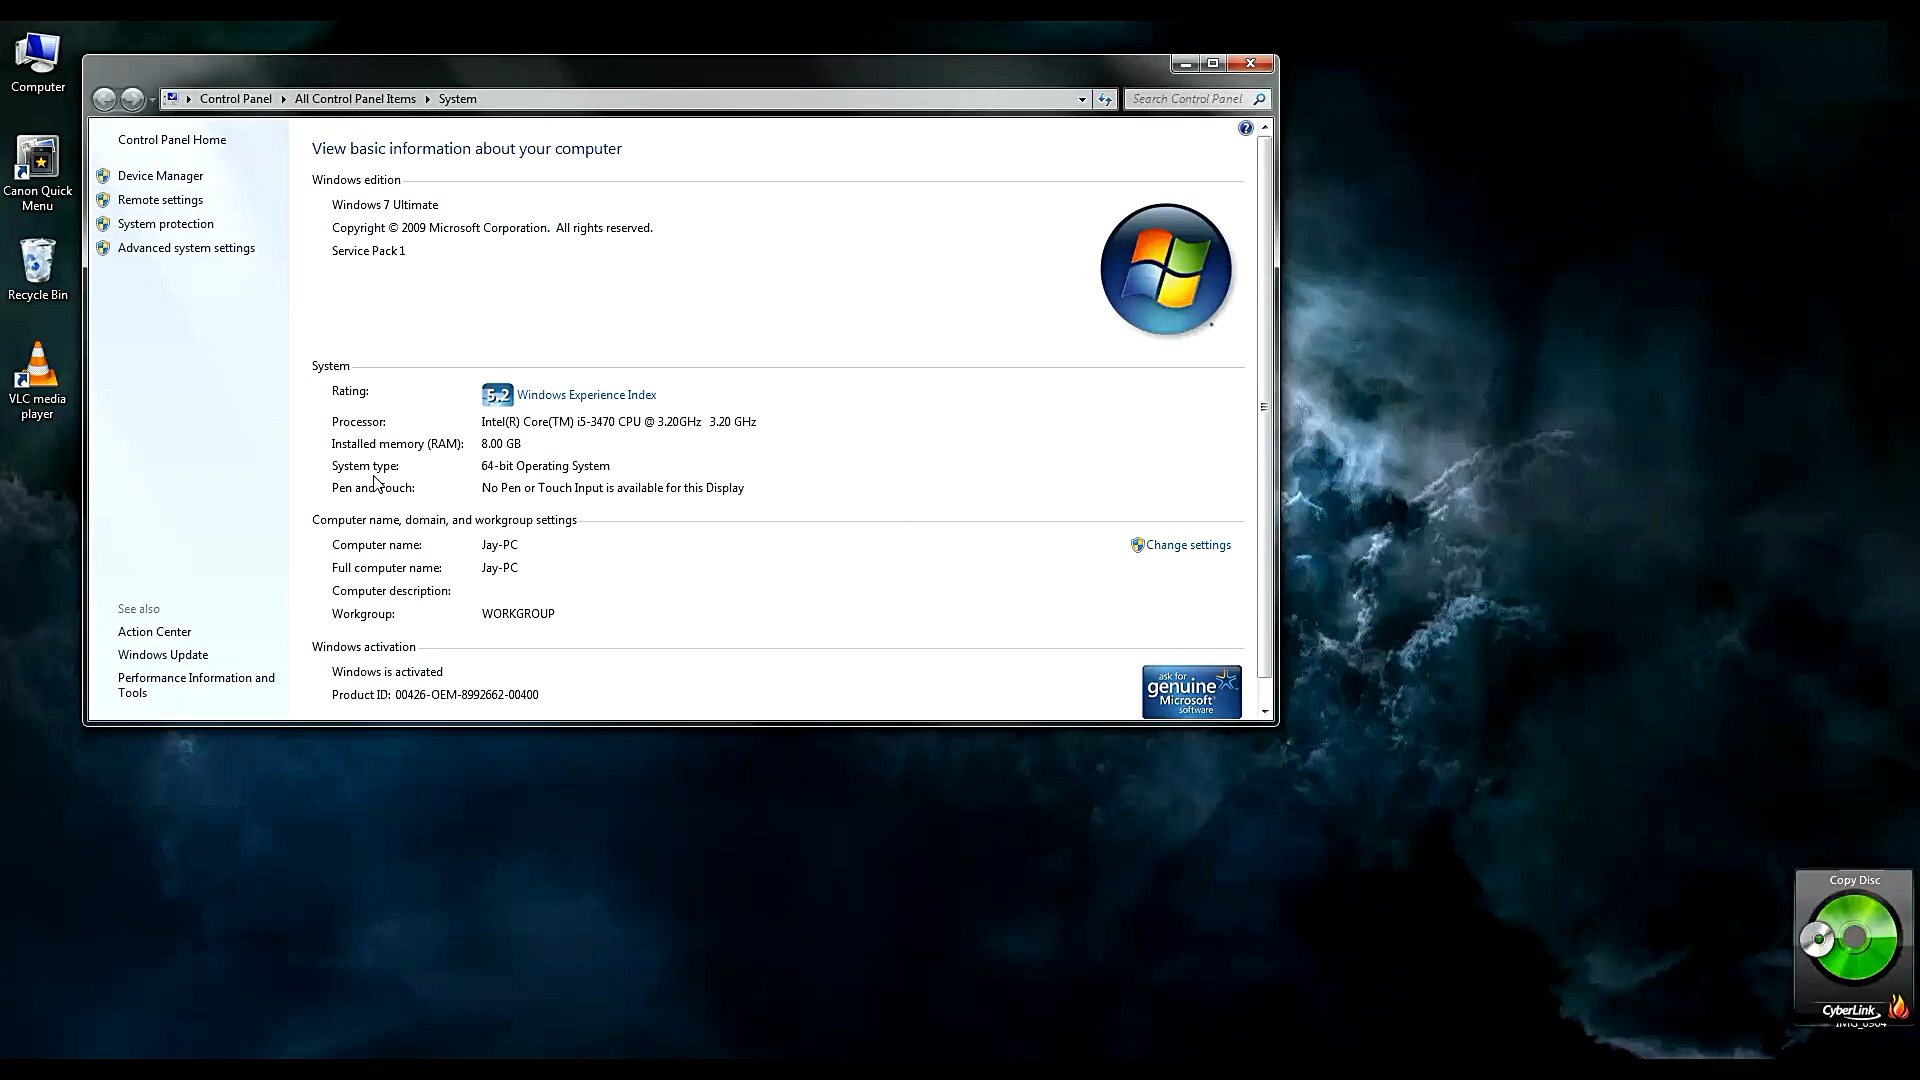 Computer
Canon Quick
Menu
Recycle Bin
VLC media
player
Control Panel
All Control Panel Items
System
Search Control Panel
Control Panel Home
Device Manager
Remote settings
System protection
Advanced system settings
See also
Action Center
Windows Update
Performance Information and
Tools
View basic information about your computer
Windows edition
Windows 7 Ultimate
Copyright © 2009 Microsoft Corporation. All rights reserved.
Service Pack 1
System
Rating: 5.2 Windows Experience Index
Processor: Intel(R) Core(TM) i5-3470 CPU @ 3.20GHz 3.20 GHz
Installed memory (RAM): 8.00 GB
System type: 64-bit Operating System
Pen and Touch: No Pen or Touch Input is available for this Display
Computer name, domain, and workgroup settings
Computer name: Jay-PC
Change settings
Full computer name: Jay-PC
Computer description:
Workgroup: WORKGROUP
Windows activation
Windows is activated
Product ID: 00426-OEM-8992662-00400
ask for
genuine
Microsoft
software
Copy Disc
CyberLink